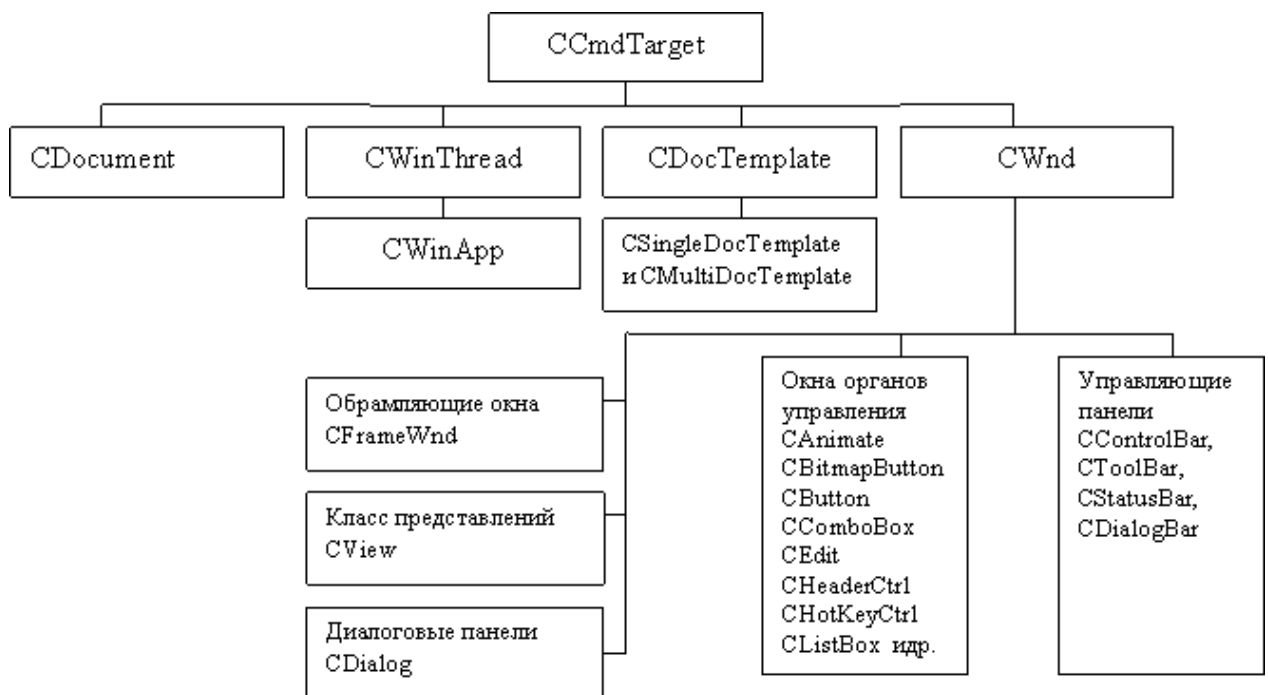 CCmdTarget
CDocument
CWinThread
CDocTemplate
CWnd
CWinApp
CSingleDocTemplate
и CMultiDocTemplate
Обрамляющие окна
CFrameWnd
Класс представлений
CView
Диалоговые панели
CDialog
Окна органов
управления
CAnimate
CBitmapButton
CButton
CComboBox
CEdit
CHeaderCtrl
CHotKeyCtrl
CListBox идр.
Управляющие
панели
CControlBar,
CToolBar,
CStatusBar,
CDialogBar